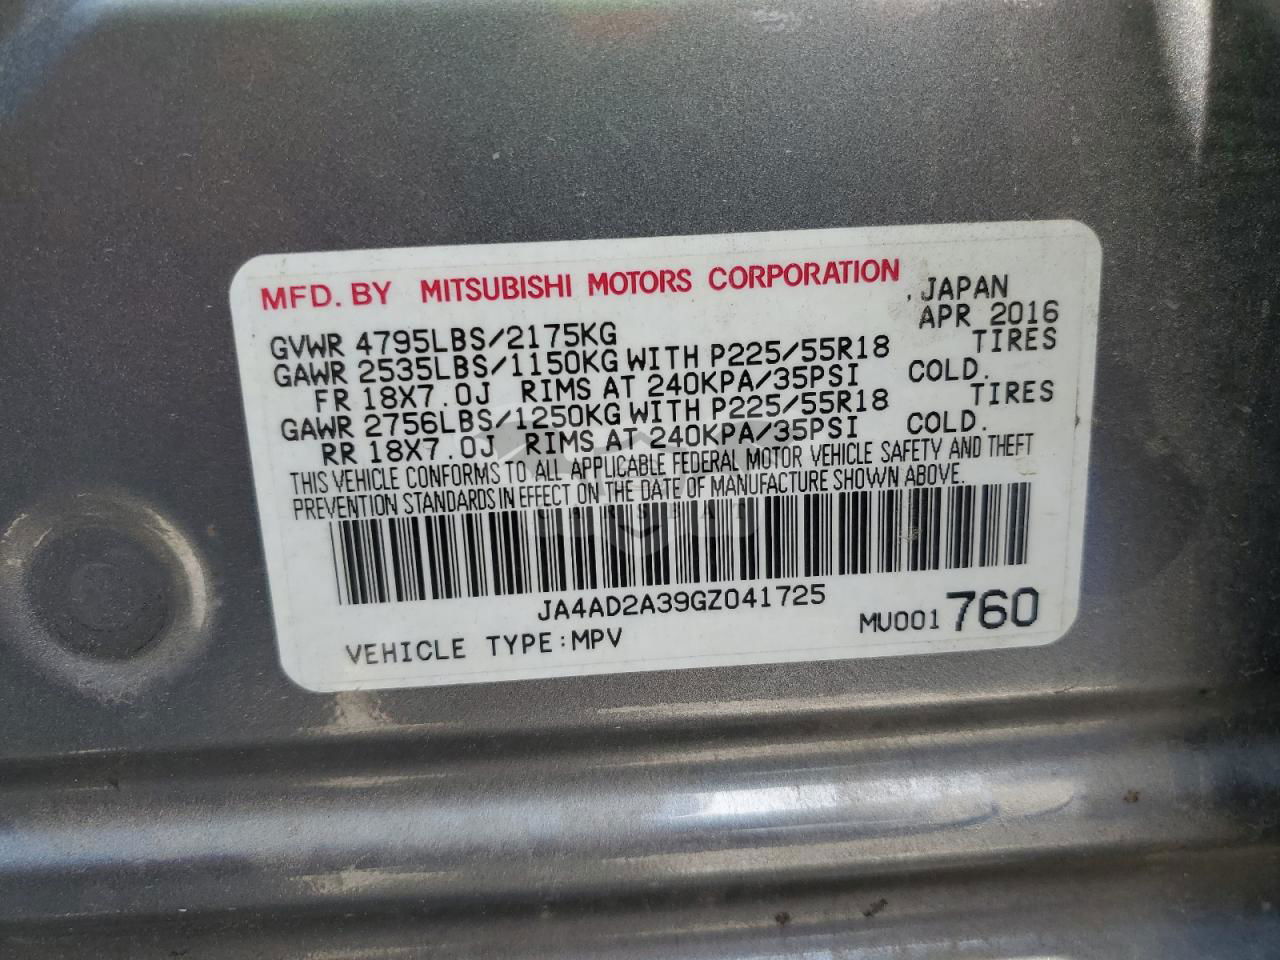 MFD. BY MITSUBISHI MOTORS CORPORATION
JAPAN
GVWR 4795LBS/2175KG
APR 2016
GAWR 2535LBS/1150KG WITH P225/55R18 TIRES
FR 18X7.0J RIMS AT 240KPA/35PSI COLD.
GAWR 2756LBS/1250KG WITH P225/55R18 TIRES
RR 18X7.0J RIMS AT 240KPA/35PSI COLD.
THIS VEHICLE CONFORMS TO ALL APPLICABLE FEDERAL MOTOR VEHICLE SAFETY AND THEFT
PREVENTION STANDARDS IN EFFECT ON THE DATE OF MANUFACTURE SHOWN ABOVE.
JA4AD2A39GZ041725
VEHICLE TYPE:MPV
MU001 760